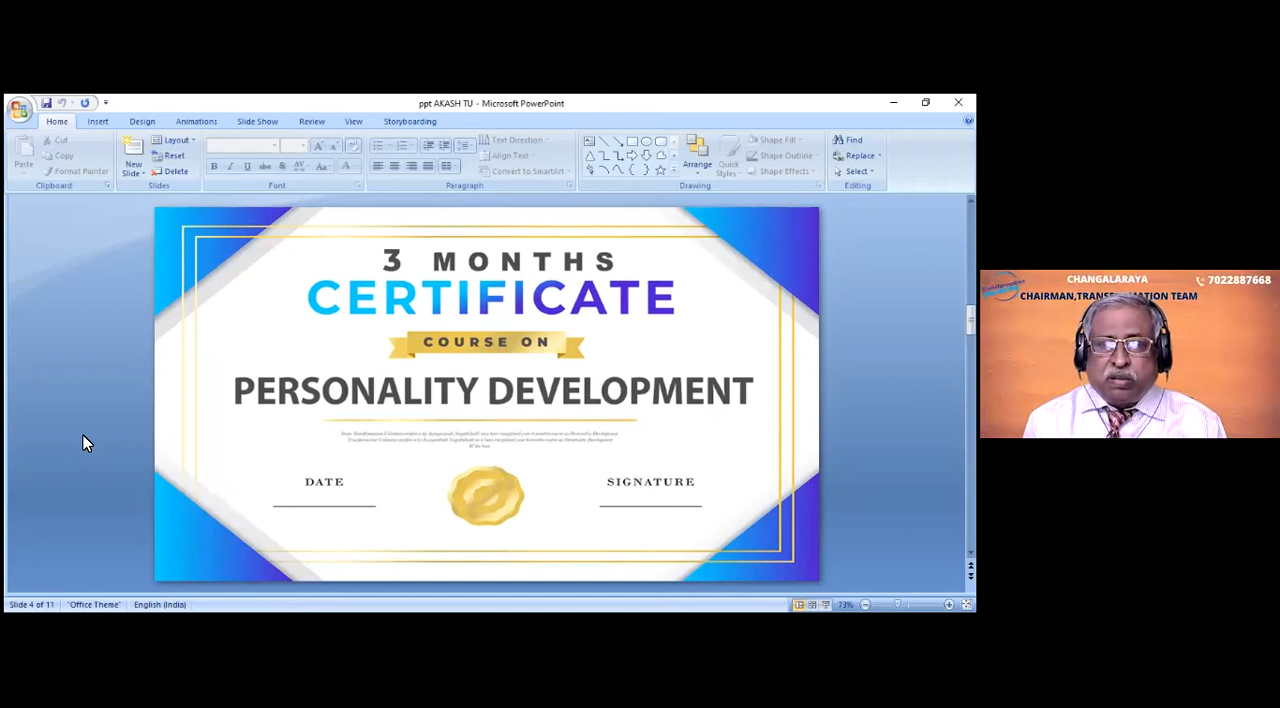 ppt AKASH TU - Microsoft PowerPoint
Home Insert Design Animations Slide Show Review View Storyboarding
Cut
Copy
Format Painter
Paste
Clipboard
New Slide
Layout
Reset
Delete
Slides
Font
Text Direction
Align Text
Convert to SmartArt
Paragraph
Arrange
Quick Styles
Shape Fill
Shape Outline
Shape Effects
Drawing
Find
Replace
Select
Editing
3 MONTHS
CERTIFICATE
COURSE ON
PERSONALITY DEVELOPMENT
DATE
SIGNATURE
Slide 4 of 11 "Office Theme" English (India) 73%
CHANGALARAYA 7022887668
CHAIRMAN,TRANSFORMATION TEAM